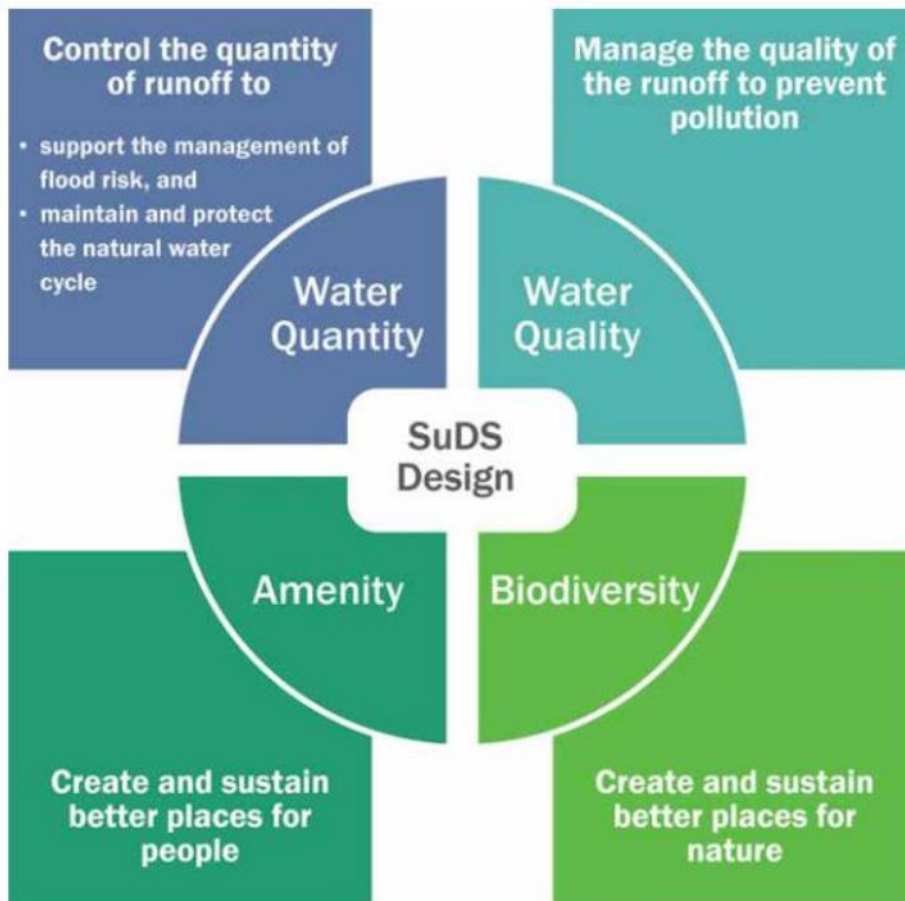 Control the quantity
of runoff to
• support the management of
flood risk, and
• maintain and protect
the natural water
cycle
Manage the quality of
the runoff to prevent
pollution
Water
Quantity
Water
Quality
SuDS
Design
Amenity
Biodiversity
Create and sustain
better places for
people
Create and sustain
better places for
nature